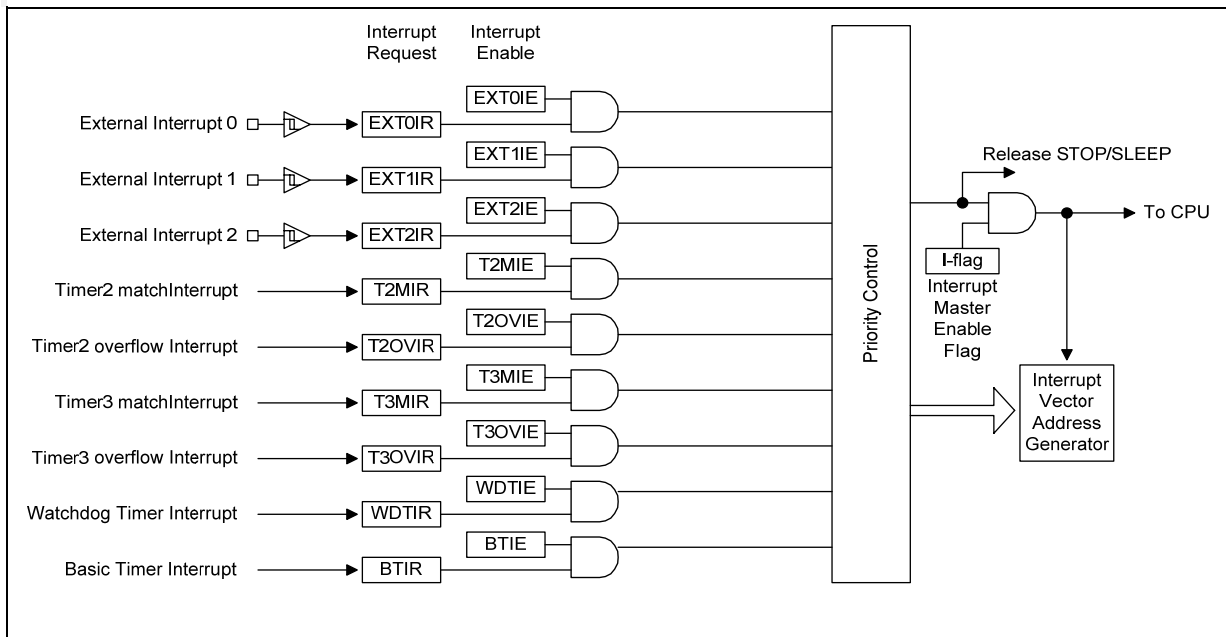 Interrupt
Request
Interrupt
Enable
External Interrupt 0
EXT0IR
EXT0IE
External Interrupt 1
EXT1IR
EXT1IE
External Interrupt 2
EXT2IR
EXT2IE
Timer2 matchInterrupt
T2MIR
T2MIE
Timer2 overflow Interrupt
T2OVIR
T2OVIE
Timer3 matchInterrupt
T3MIR
T3MIE
Timer3 overflow Interrupt
T3OVIR
T3OVIE
Watchdog Timer Interrupt
WDTIR
WDTIE
Basic Timer Interrupt
BTIR
BTIE
Priority Control
Release STOP/SLEEP
To CPU
I-flag
Interrupt
Master
Enable
Flag
Interrupt
Vector
Address
Generator